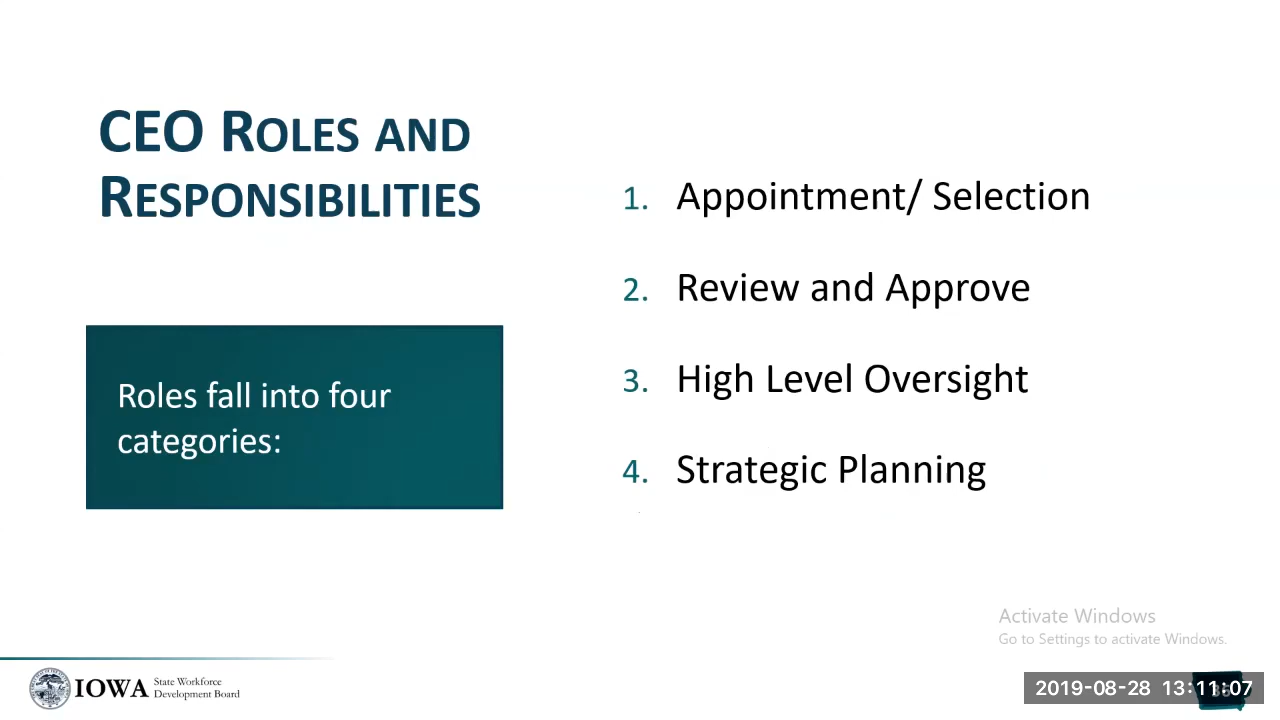 CEO ROLES AND
RESPONSIBILITIES
Roles fall into four
categories:
1. Appointment/ Selection
2. Review and Approve
3. High Level Oversight
4. Strategic Planning
Activate Windows
Go to Settings to activate Windows.
IOWA State Workforce
Development Board
2019-08-28 13:11:07